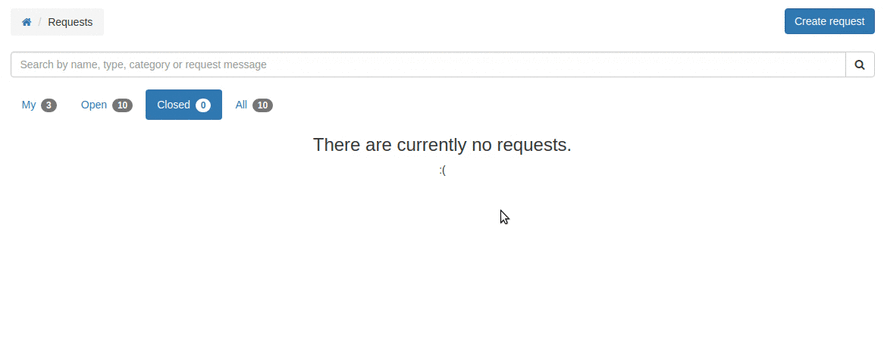 / Requests
Create request
Search by name, type, category or request message
My 3 Open 10 Closed 0 All 10
There are currently no requests.
:(